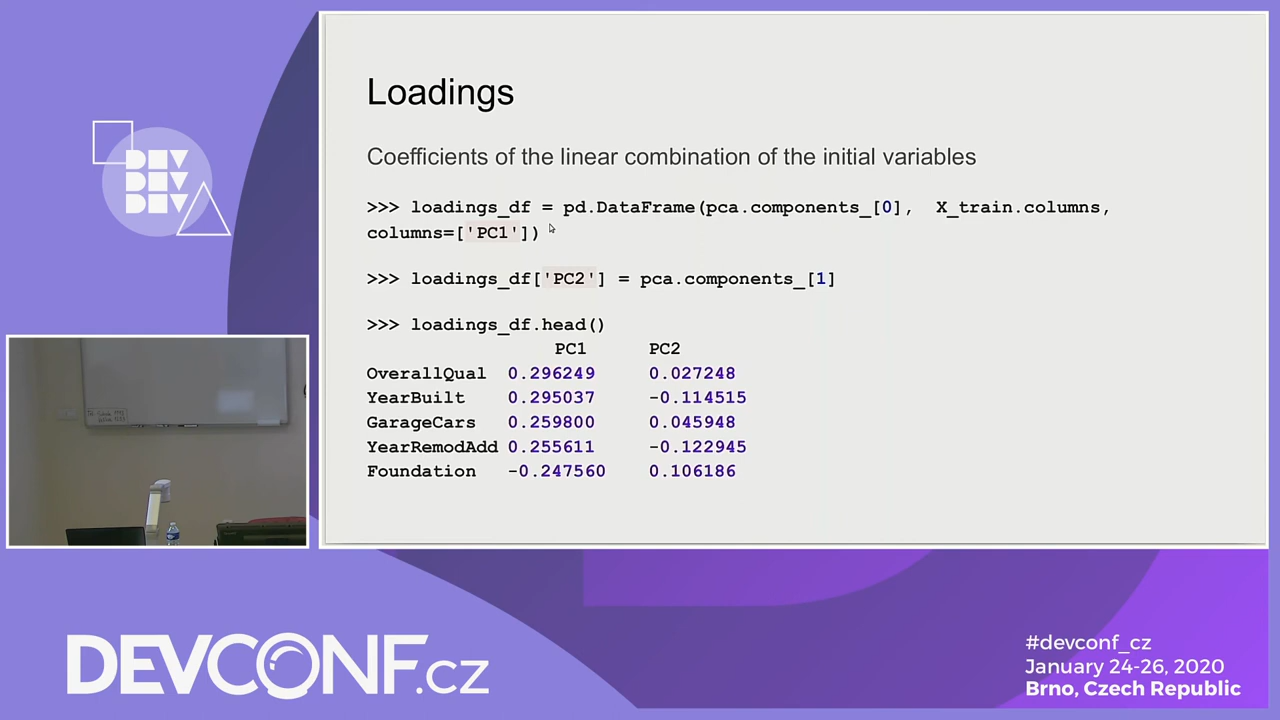 DEV
DEV
DEV
Loadings
Coefficients of the linear combination of the initial variables
>>> loadings_df = pd.DataFrame(pca.components_[0],  X_train.columns,
columns=['PC1'])
>>> loadings_df['PC2'] = pca.components_[1]
>>> loadings_df.head()
PC1 PC2
OverallQual 0.296249 0.027248
YearBuilt 0.295037 -0.114515
GarageCars 0.259800 0.045948
YearRemodAdd 0.255611 -0.122945
Foundation -0.247560 0.106186
DEVCONF.cz
#devconf_cz
January 24-26, 2020
Brno, Czech Republic